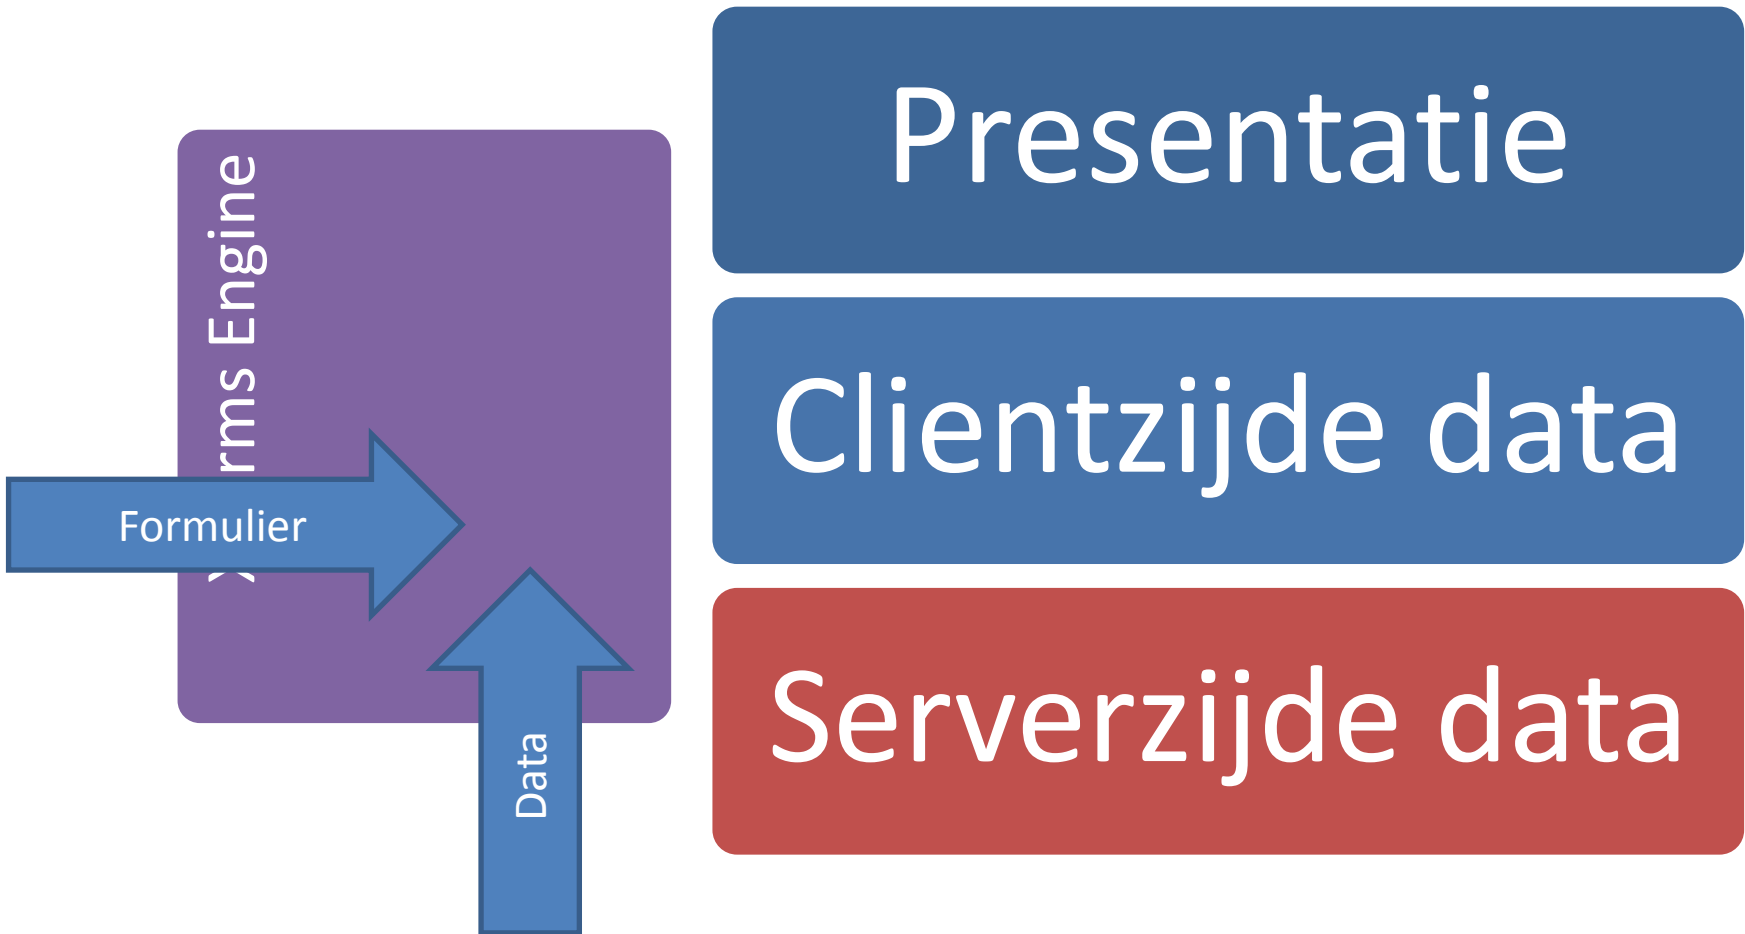 Presentatie
rms Engine
Clientzijde data
Formulier
Serverzijde data
Data